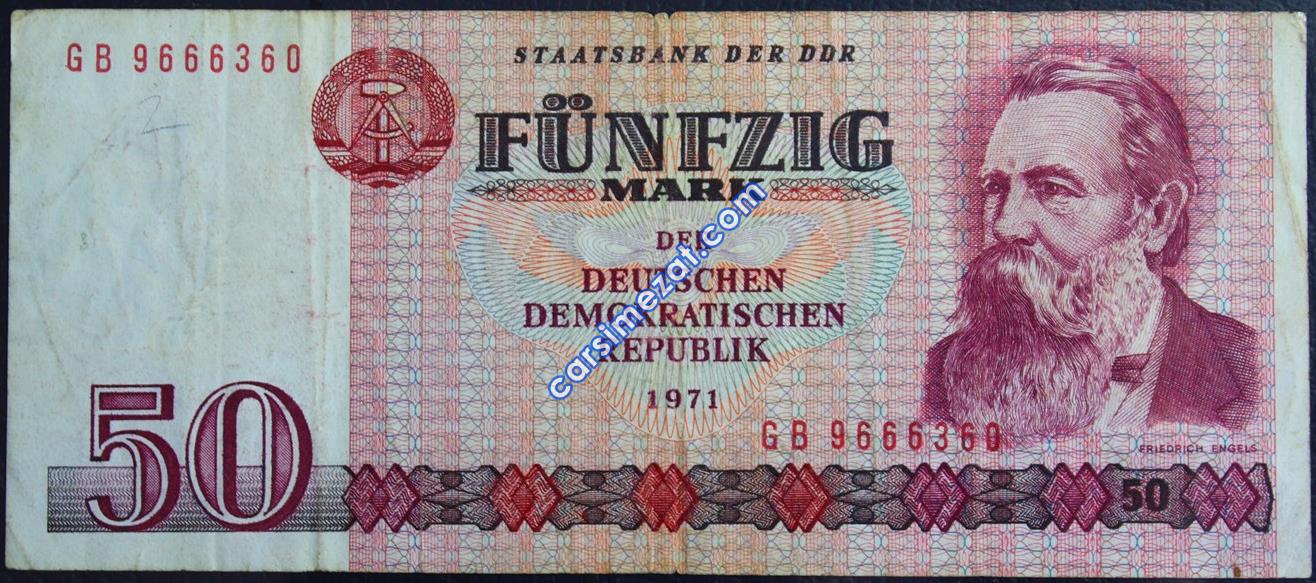 GB 9666360
STAATSBANK DER DDR
FÜNFZIG
MARK
DER
DEUTSCHEN
DEMOKRATISCHEN
REPUBLIK
1971
carsimezat.com
GB 9666360
FRIEDRICH ENGELS
50
50
2